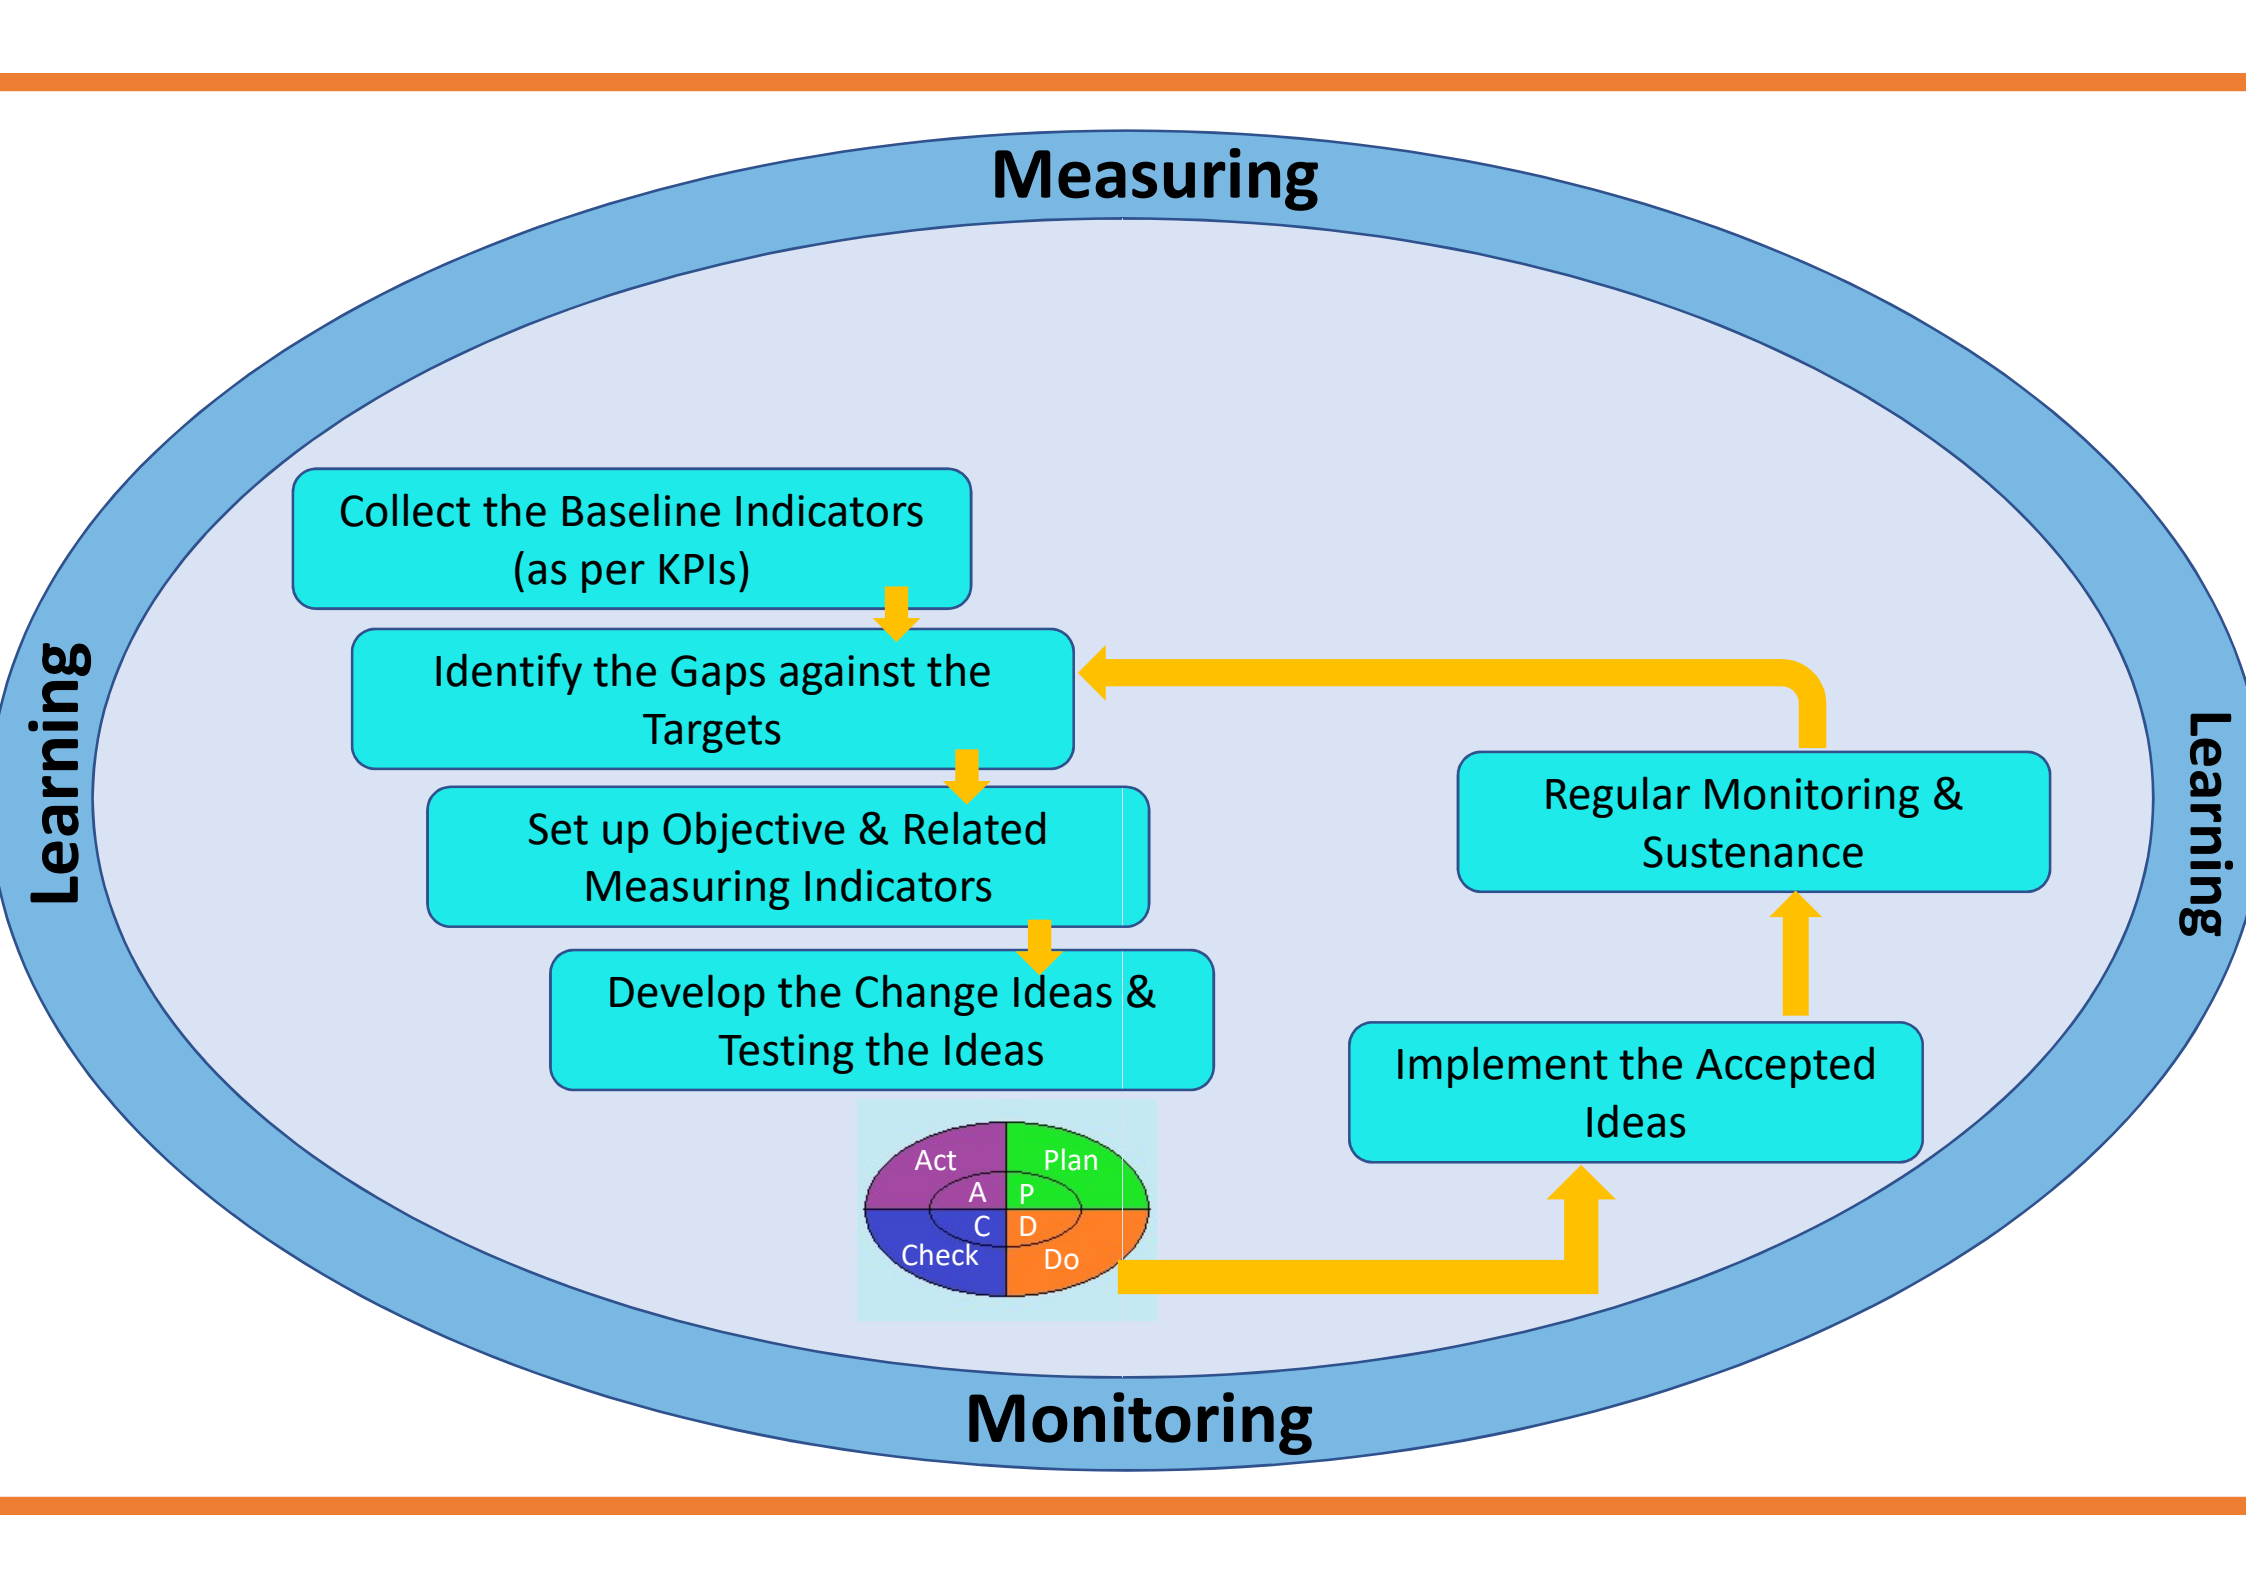 Measuring
Collect the Baseline Indicators
(as per KPIs)
Identify the Gaps against the
Targets
Set up Objective & Related
Measuring Indicators
Develop the Change Ideas &
Testing the Ideas
Act
Plan
A
P
C
D
Check
Do
Implement the Accepted
Ideas
Regular Monitoring &
Sustenance
Learning
Learning
Monitoring